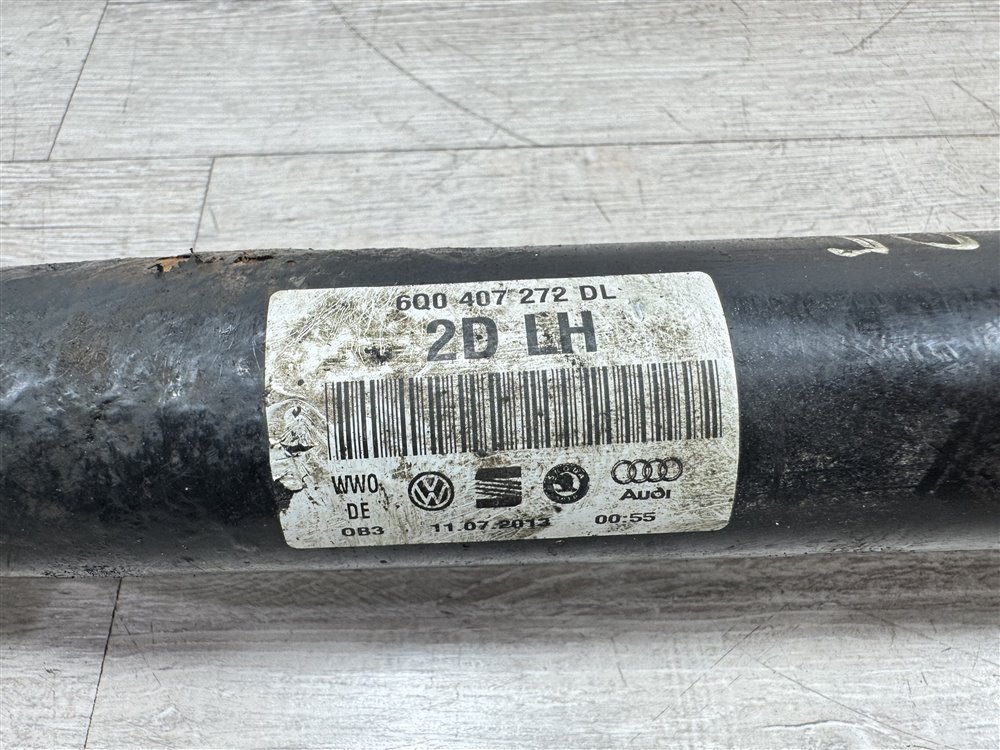 6Q0 407 272 DL
2D LH
WWO
DE
AUDI
0B3 11.07.2013 00:55